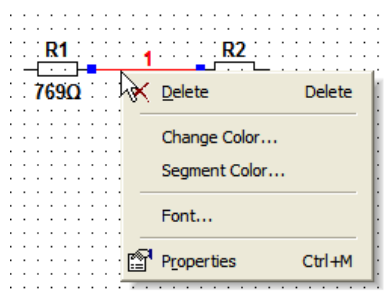 R1 1 R2
769Ω
Delete Delete
Change Color...
Segment Color...
Font...
Properties Ctrl+M